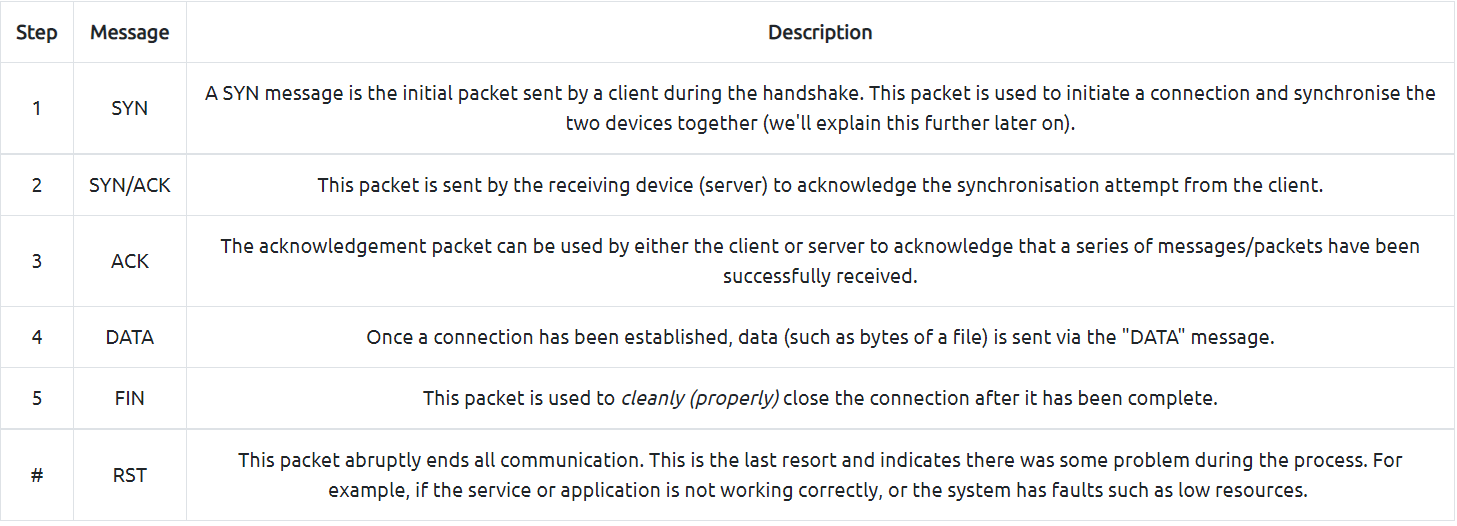 Step Message Description
1 SYN A SYN message is the initial packet sent by a client during the handshake. This packet is used to initiate a connection and synchronise the
two devices together (we'll explain this further later on).
2 SYN/ACK This packet is sent by the receiving device (server) to acknowledge the synchronisation attempt from the client.
3 ACK The acknowledgement packet can be used by either the client or server to acknowledge that a series of messages/packets have been
successfully received.
4 DATA Once a connection has been established, data (such as bytes of a file) is sent via the "DATA" message.
5 FIN This packet is used to cleanly (properly) close the connection after it has been complete.
# RST This packet abruptly ends all communication. This is the last resort and indicates there was some problem during the process. For
example, if the service or application is not working correctly, or the system has faults such as low resources.